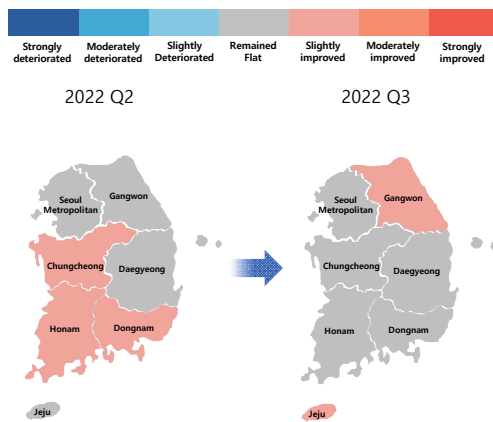 Strongly
deteriorated
Moderately
deteriorated
Slightly
Deteriorated
Remained
Flat
Slightly
improved
Moderately
improved
Strongly
improved
2022 Q2
2022 Q3
Seoul
Metropolitan
Gangwon
Chungcheong
Daegyeong
Honam
Dongnam
Jeju
Seoul
Metropolitan
Gangwon
Chungcheong
Daegyeong
Honam
Dongnam
Jeju